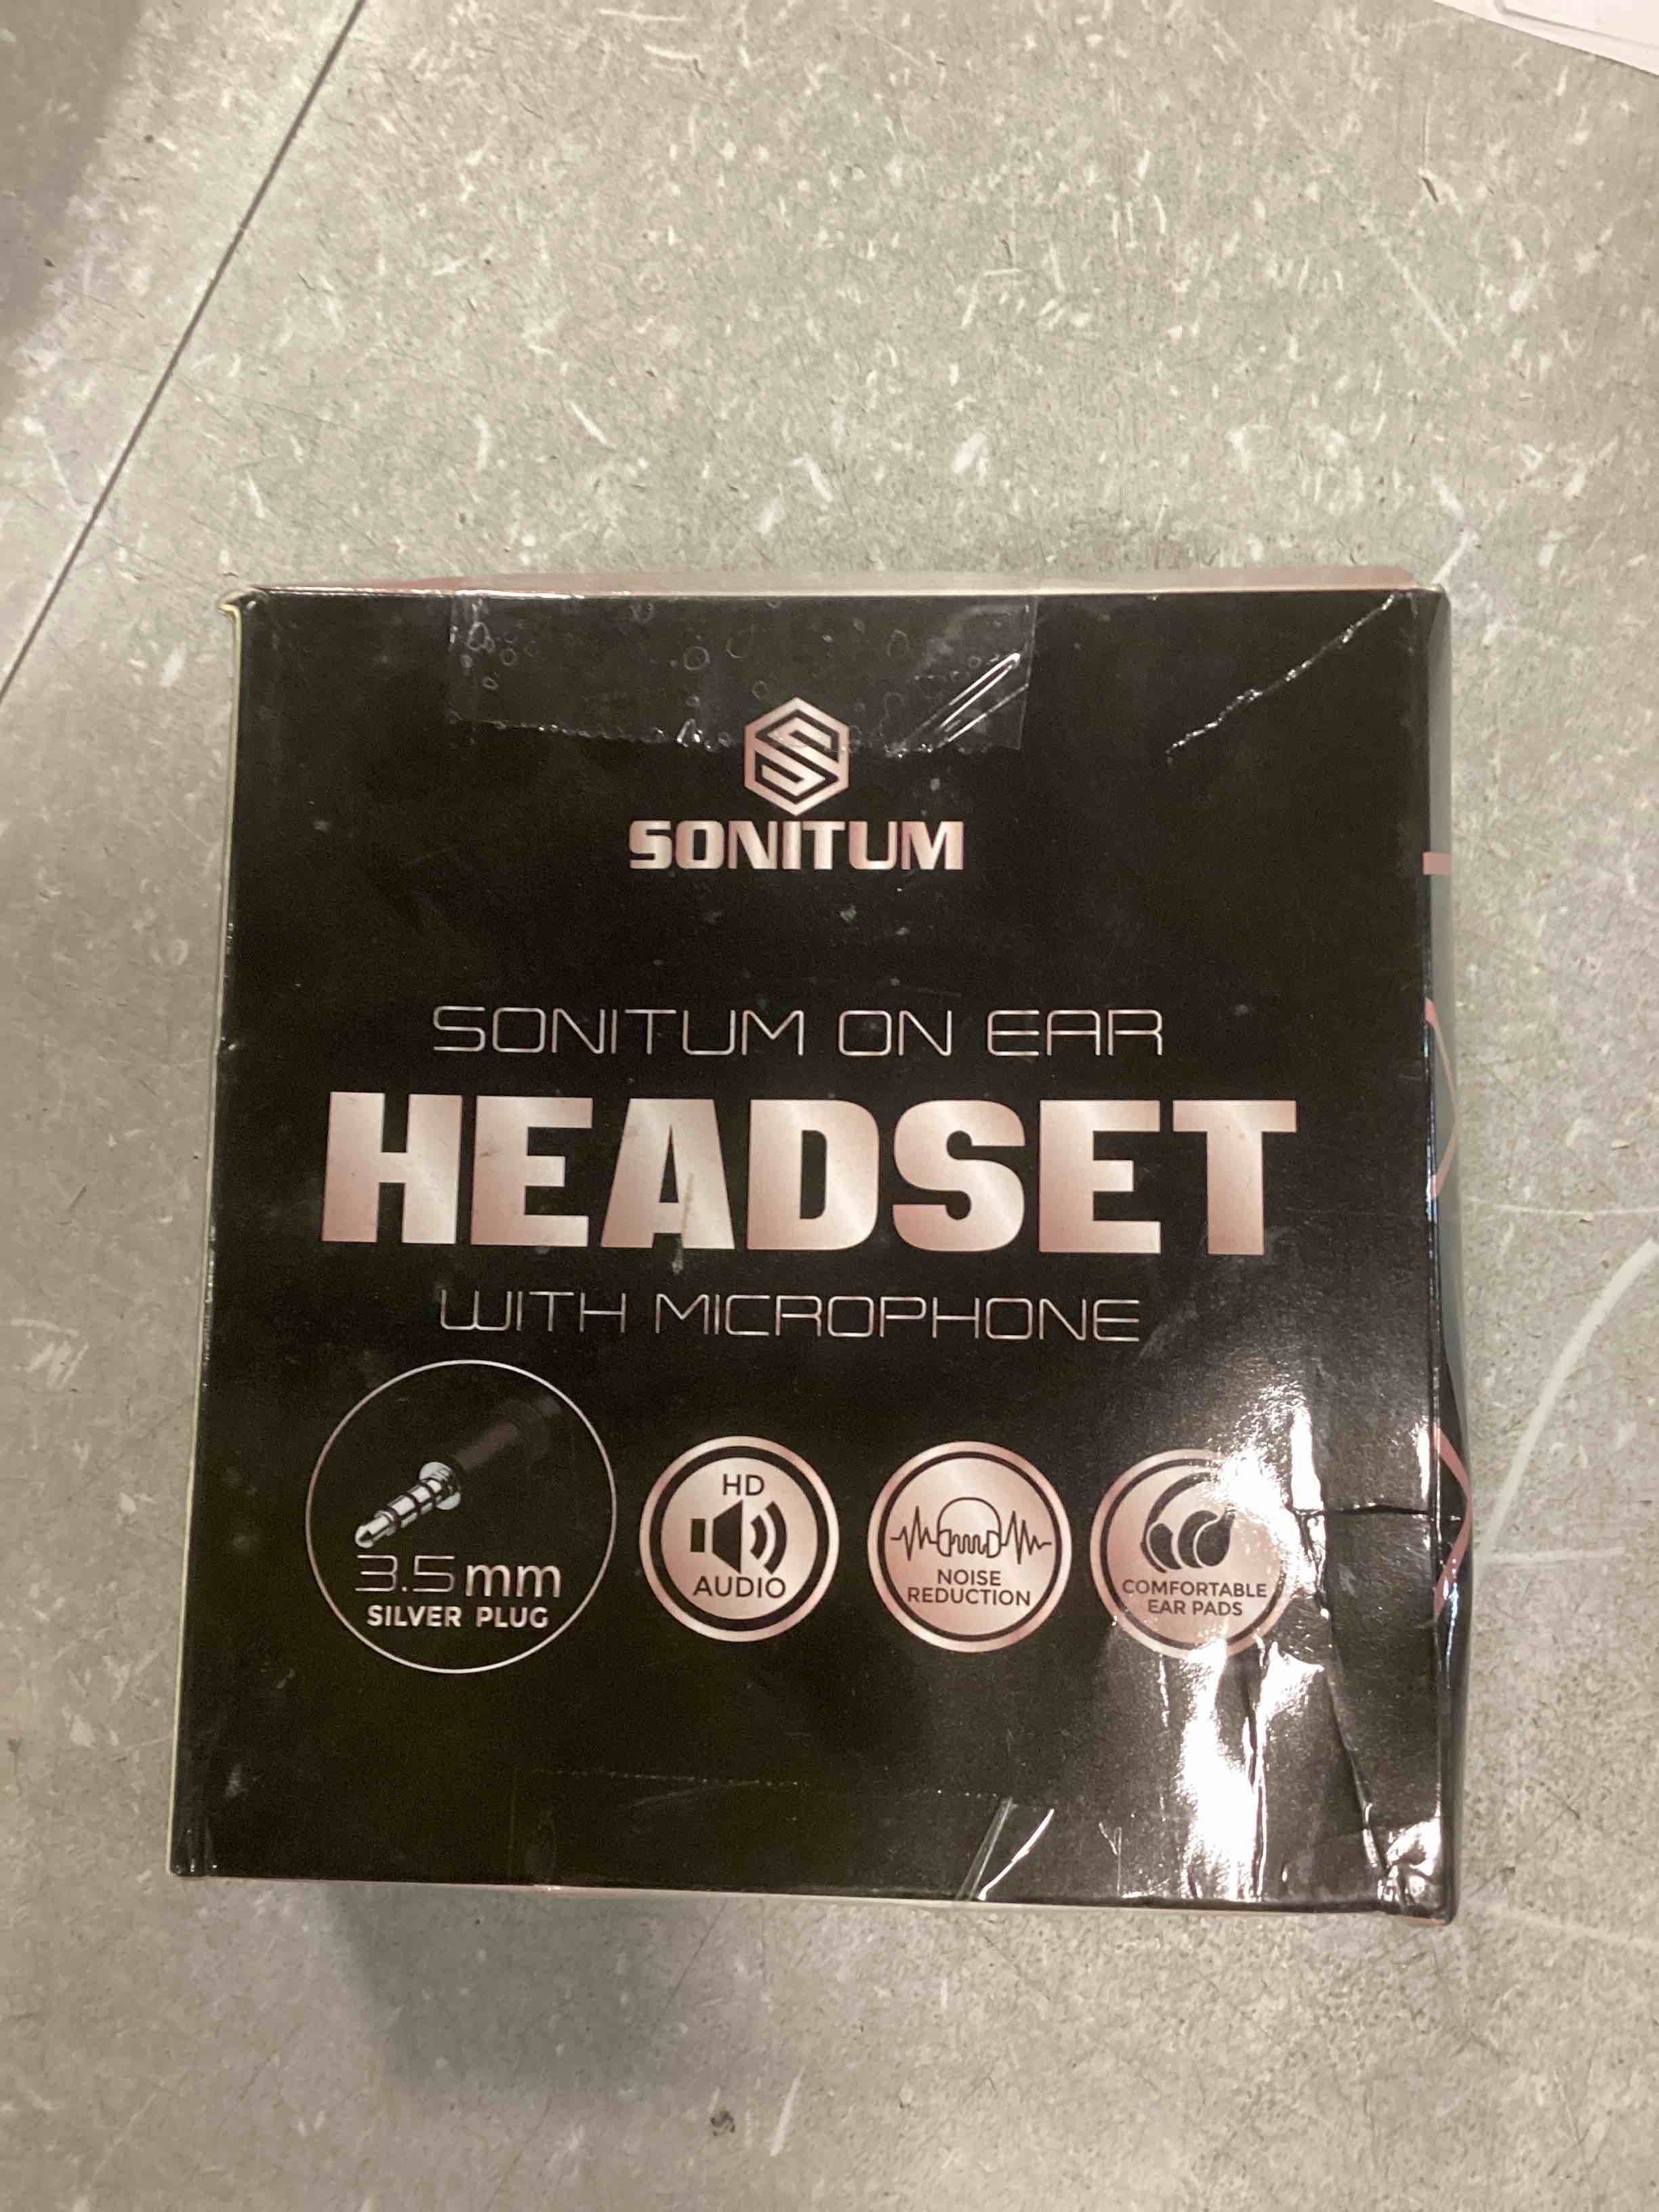 SONITUM
SONITUM ON EAR
HEADSET
WITH MICROPHONE
3.5mm
SILVER PLUG
HD
AUDIO
NOISE
REDUCTION
COMFORTABLE
EAR PADS